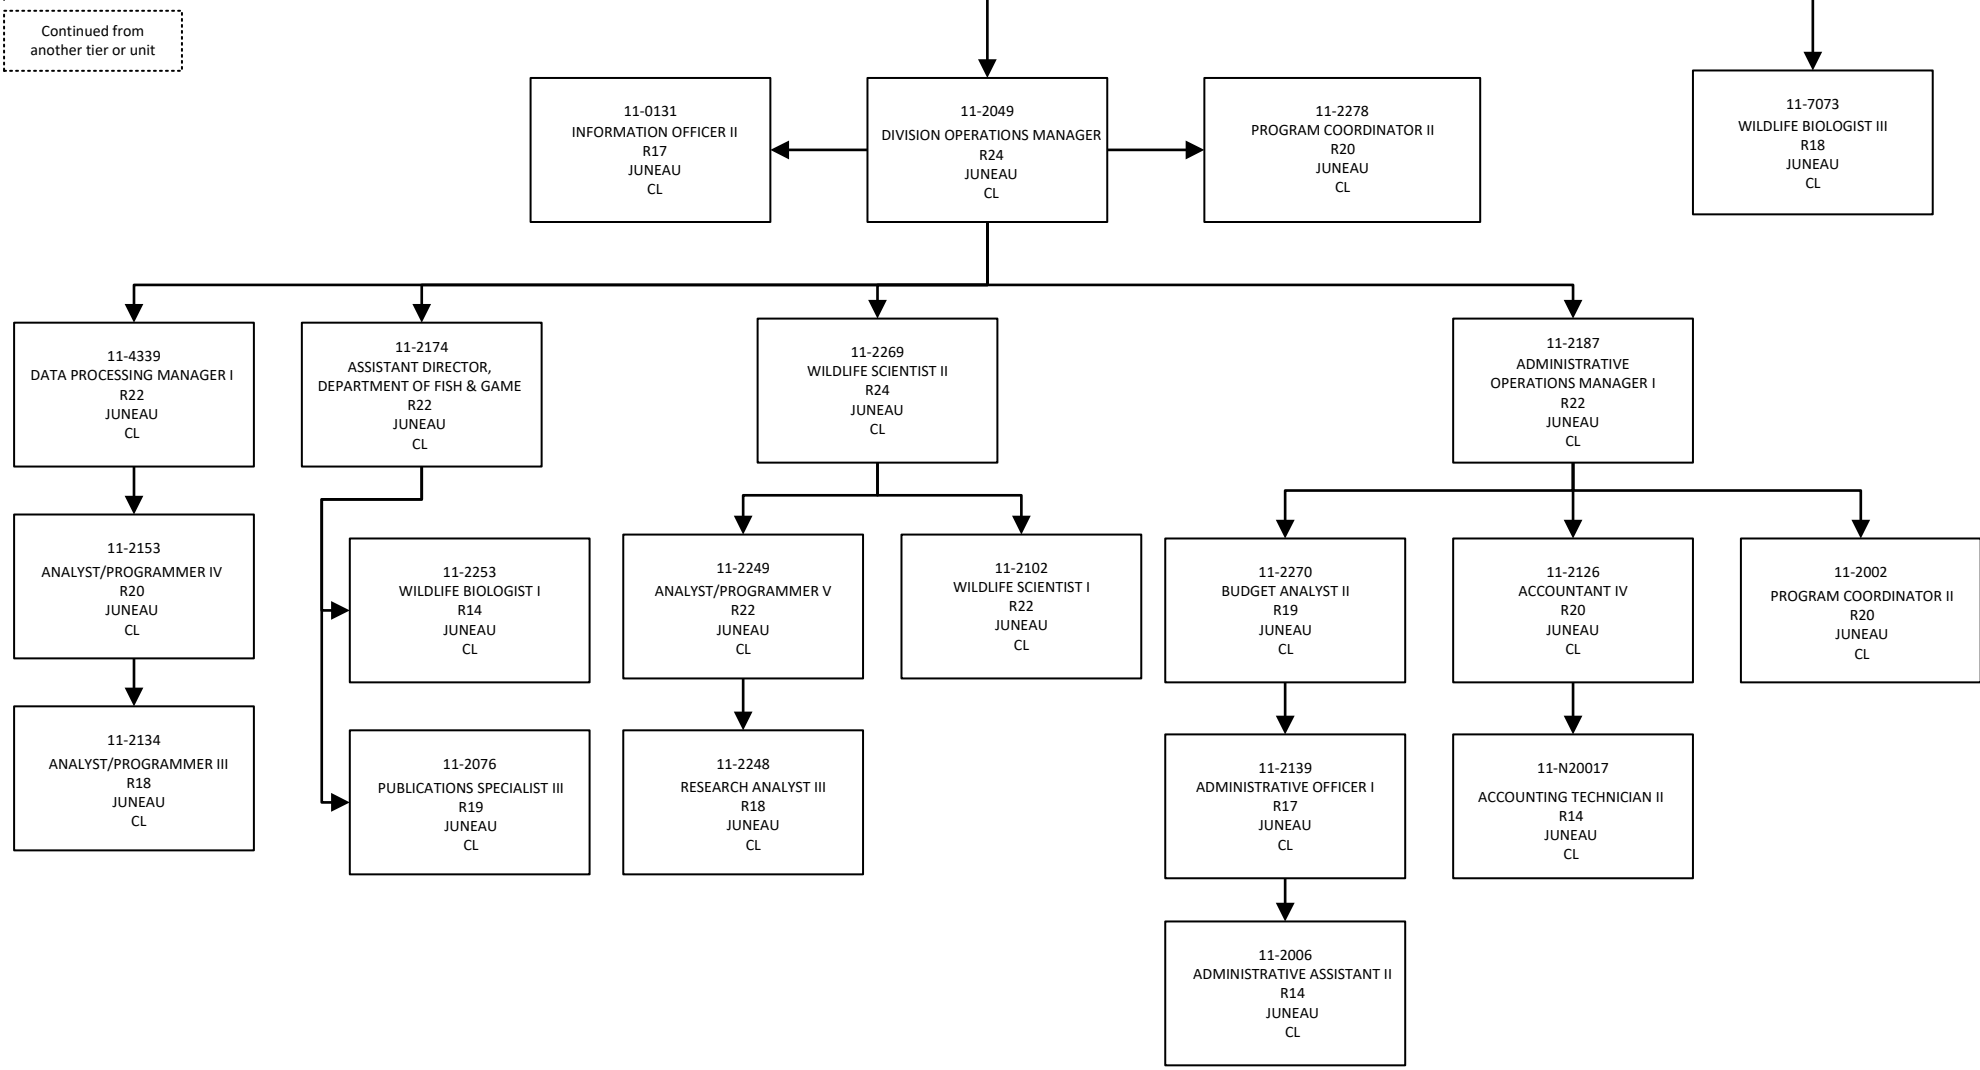 Continued from
another tier or unit
11-0131
INFORMATION OFFICER II
R17
JUNEAU
CL
11-2049
DIVISION OPERATIONS MANAGER
R24
JUNEAU
CL
11-2278
PROGRAM COORDINATOR II
R20
JUNEAU
CL
11-7073
WILDLIFE BIOLOGIST III
R18
JUNEAU
CL
11-4339
DATA PROCESSING MANAGER I
R22
JUNEAU
CL
11-2174
ASSISTANT DIRECTOR,
DEPARTMENT OF FISH & GAME
R22
JUNEAU
CL
11-2269
WILDLIFE SCIENTIST II
R24
JUNEAU
CL
11-2187
ADMINISTRATIVE
OPERATIONS MANAGER I
R22
JUNEAU
CL
11-2153
ANALYST/PROGRAMMER IV
R20
JUNEAU
CL
11-2253
WILDLIFE BIOLOGIST I
R14
JUNEAU
CL
11-2249
ANALYST/PROGRAMMER V
R22
JUNEAU
CL
11-2102
WILDLIFE SCIENTIST I
R22
JUNEAU
CL
11-2270
BUDGET ANALYST II
R19
JUNEAU
CL
11-2126
ACCOUNTANT IV
R20
JUNEAU
CL
11-2002
PROGRAM COORDINATOR II
R20
JUNEAU
CL
11-2134
ANALYST/PROGRAMMER III
R18
JUNEAU
CL
11-2076
PUBLICATIONS SPECIALIST III
R19
JUNEAU
CL
11-2248
RESEARCH ANALYST III
R18
JUNEAU
CL
11-2139
ADMINISTRATIVE OFFICER I
R17
JUNEAU
CL
11-N20017
ACCOUNTING TECHNICIAN II
R14
JUNEAU
CL
11-2006
ADMINISTRATIVE ASSISTANT II
R14
JUNEAU
CL